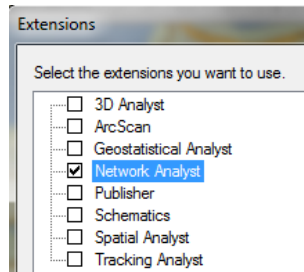 Extensions
Select the extensions you want to use.
3D Analyst
ArcScan
Geostatistical Analyst
Network Analyst
Publisher
Schematics
Spatial Analyst
Tracking Analyst